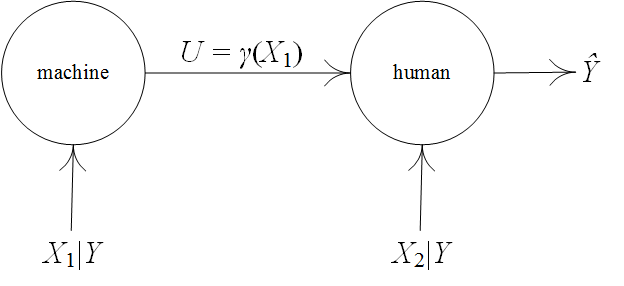 U = γ(X₁)
machine
human
Ŷ
X₁|Y
X₂|Y